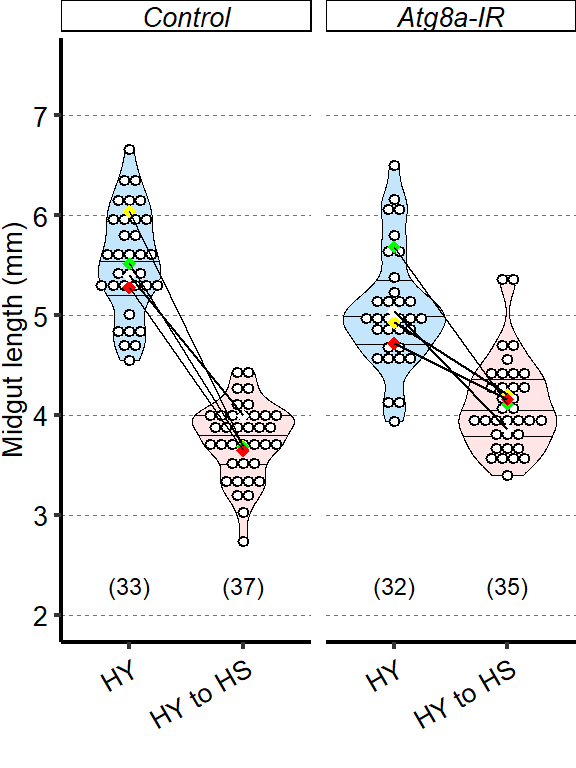 Control
Atg8a-IR
Midgut length (mm)
7
6
5
4
3
2
(33)
(37)
(32)
(35)
HY
HY to HS
HY
HY to HS